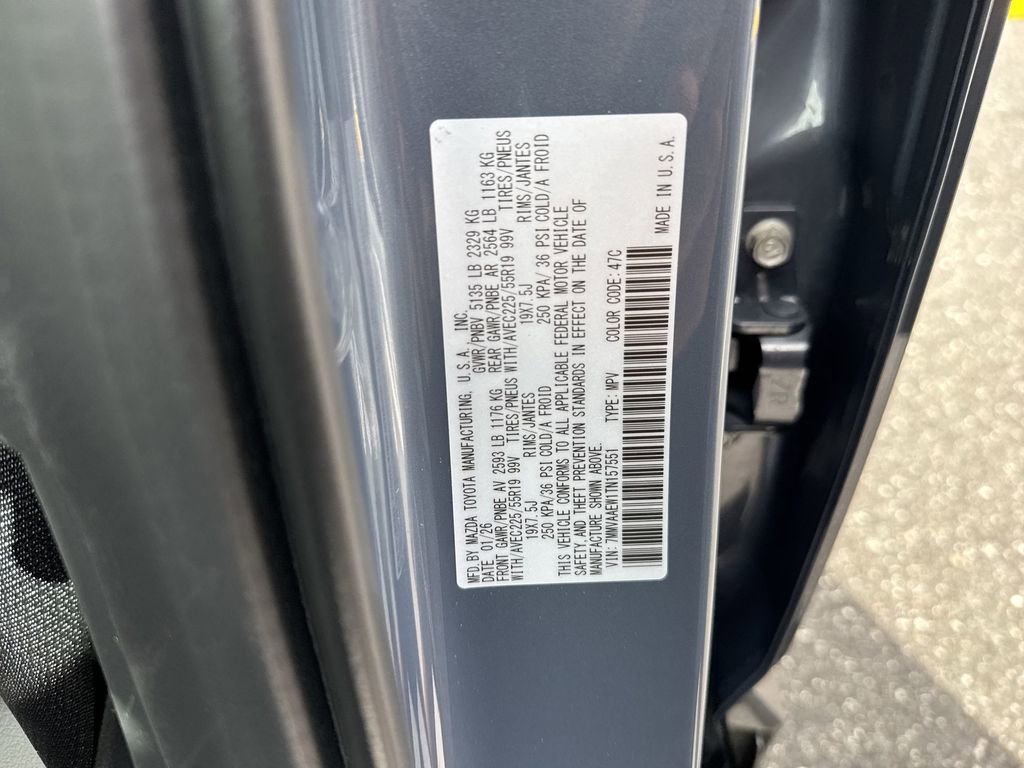 MFD.BY MAZDA TOYOTA MANUFACTURING, U.S.A., INC.
DATE 01/26 GVWR/PNBV 5135 LB 2329 KG
FRONT GAWR/PNBE AV 2593 LB 1176 KG REAR GAWR/PNBE AR 2564 LB 1163 KG
WITH/AVEC225/55R19 99V TIRES/PNEUS WITH/AVEC225/55R19 99V TIRES/PNEUS
19X7.5J RIMS/JANTES 19X7.5J RIMS/JANTES
250 KPA/36 PSI COLD/A FROID 250 KPA/ 36 PSI COLD/A FROID
THIS VEHICLE CONFORMS TO ALL APPLICABLE FEDERAL MOTOR VEHICLE
SAFETY AND THEFT PREVENTION STANDARDS IN EFFECT ON THE DATE OF
MANUFACTURE SHOWN ABOVE.
VIN: 7MMVAAEW1TN157551 TYPE: MPV COLOR CODE: 47C
MADE IN U.S.A.